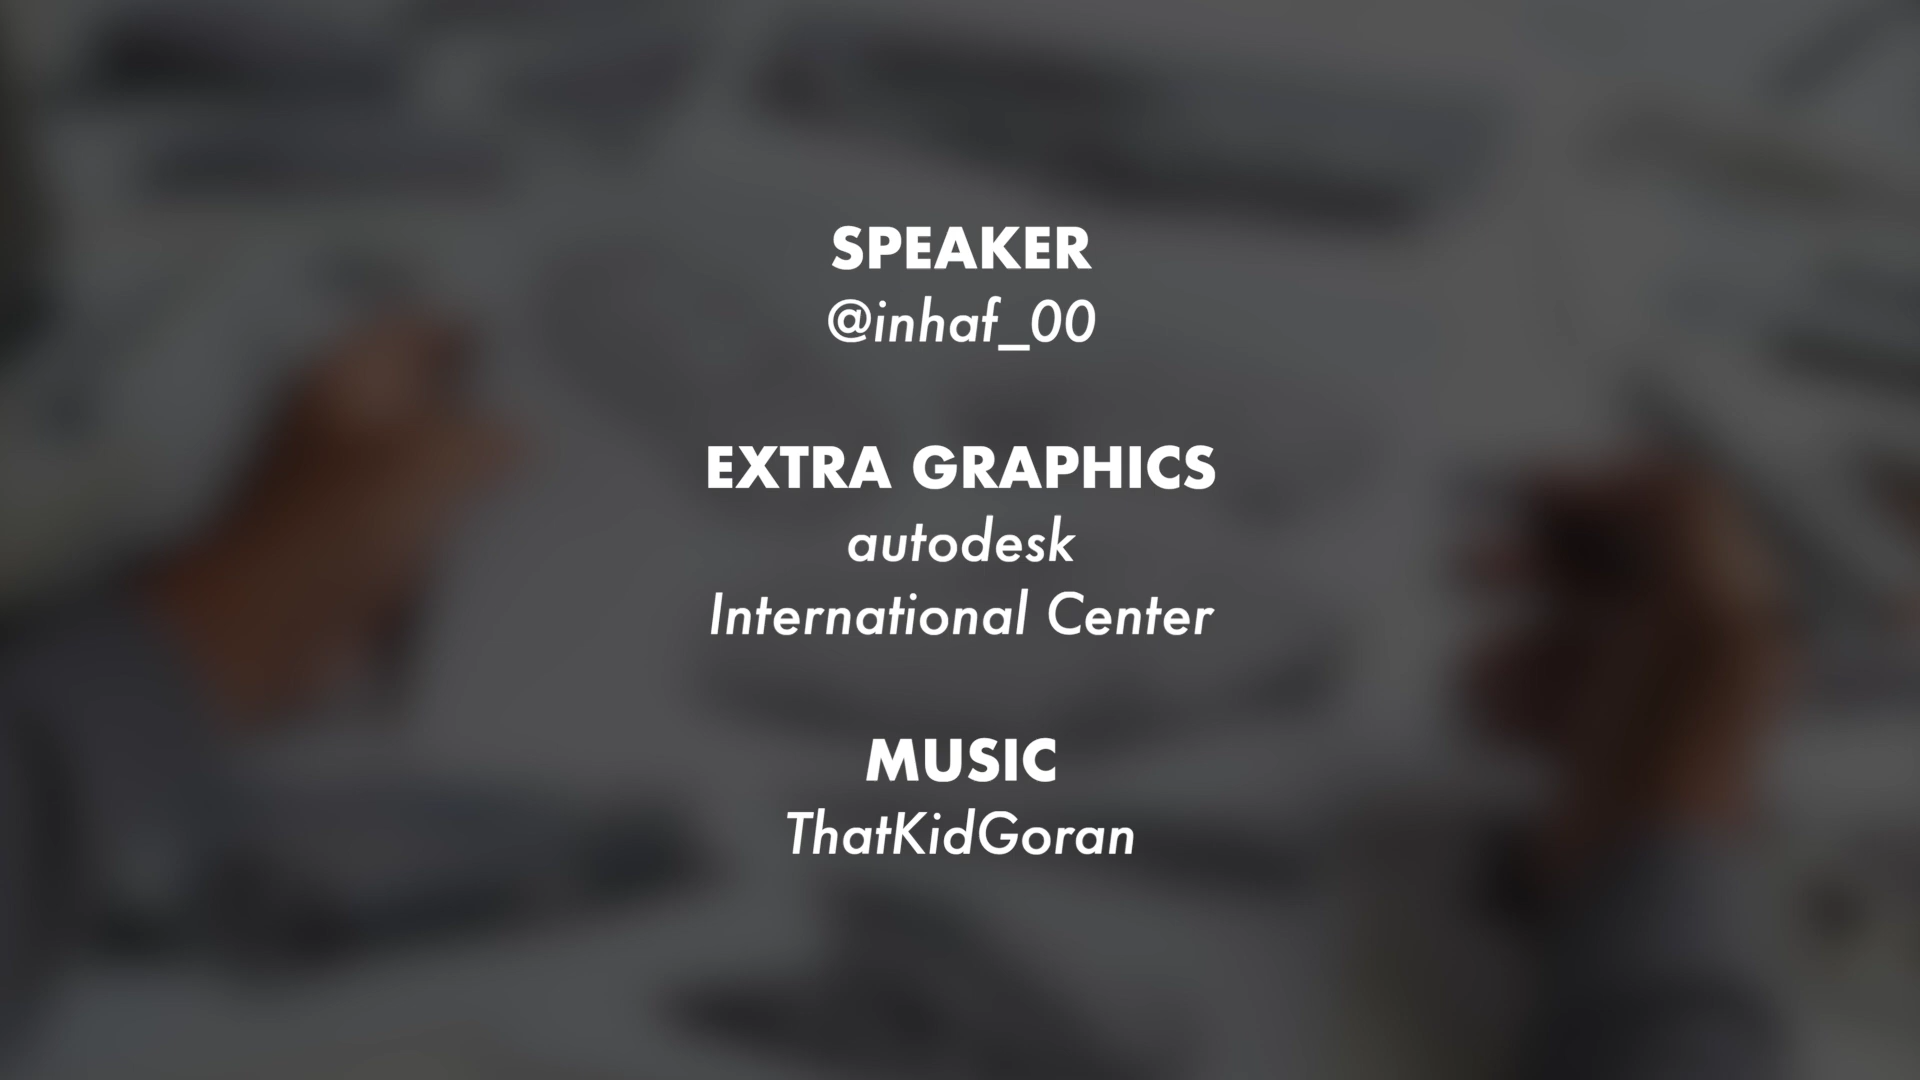 SPEAKER
@inhaf_00
EXTRA GRAPHICS
autodesk
International Center
MUSIC
ThatKidGoran